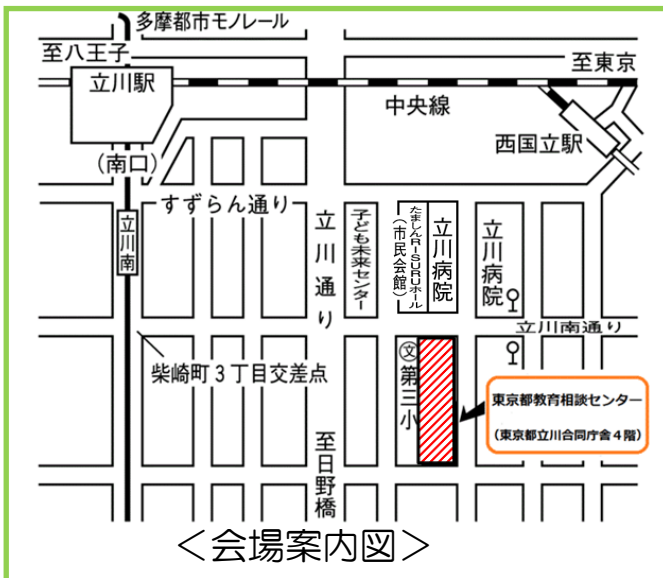 多摩都市モノレール
至八王子
至東京
立川駅
中央線
西国立駅
(南口)
すずらん通り
立川南
立川通り
子ども未来センター
たましんRISURUホール
(市民会館)
立川病院
立川病院
立川南通り
柴崎町3丁目交差点
文
第三小
東京都教育相談センター
(東京都立川合同庁舎4階)
至日野橋
<会場案内図>